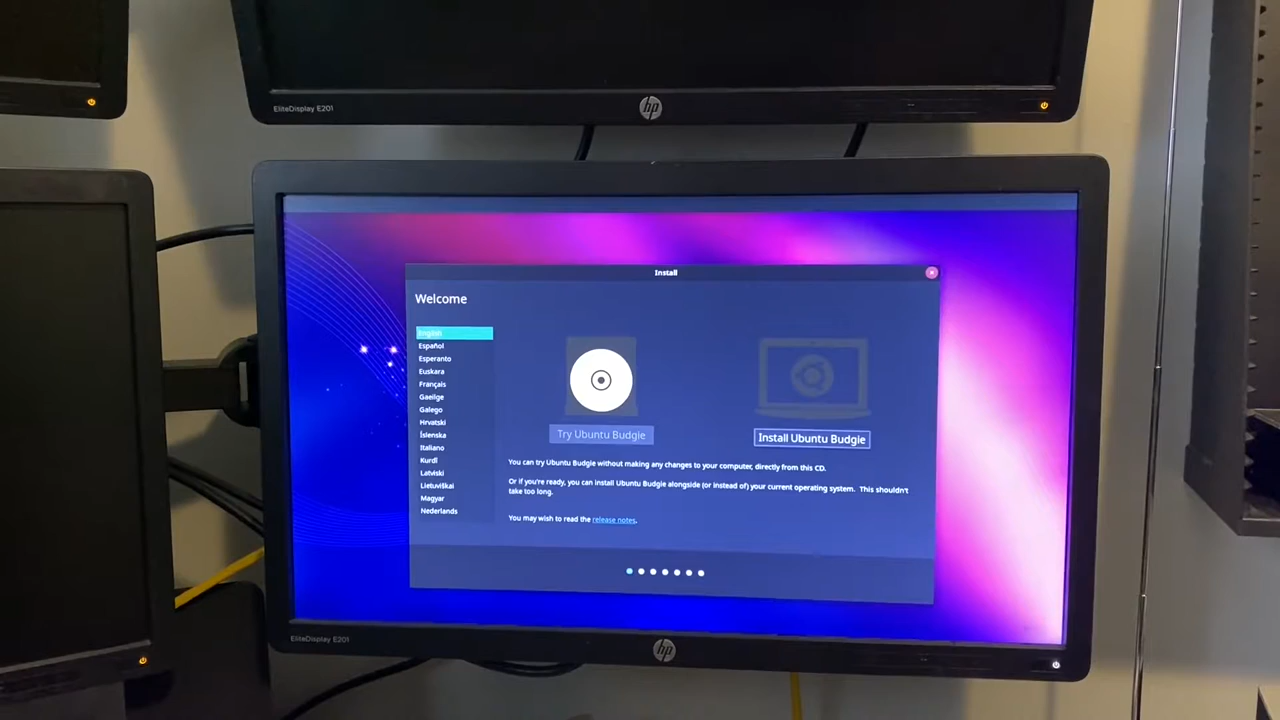 EliteDisplay E201
hp
Install
Welcome
English
Español
Esperanto
Euskara
Français
Gaeilge
Galego
Hrvatski
Íslenska
Italiano
Kurdî
Latviski
Lietuviškai
Magyar
Nederlands
Try Ubuntu Budgie
Install Ubuntu Budgie
You can try Ubuntu Budgie without making any changes to your computer, directly from this CD.
Or if you're ready, you can install Ubuntu Budgie alongside (or instead of) your current operating system. This shouldn't
take too long.
You may wish to read the release notes.
EliteDisplay E201
hp